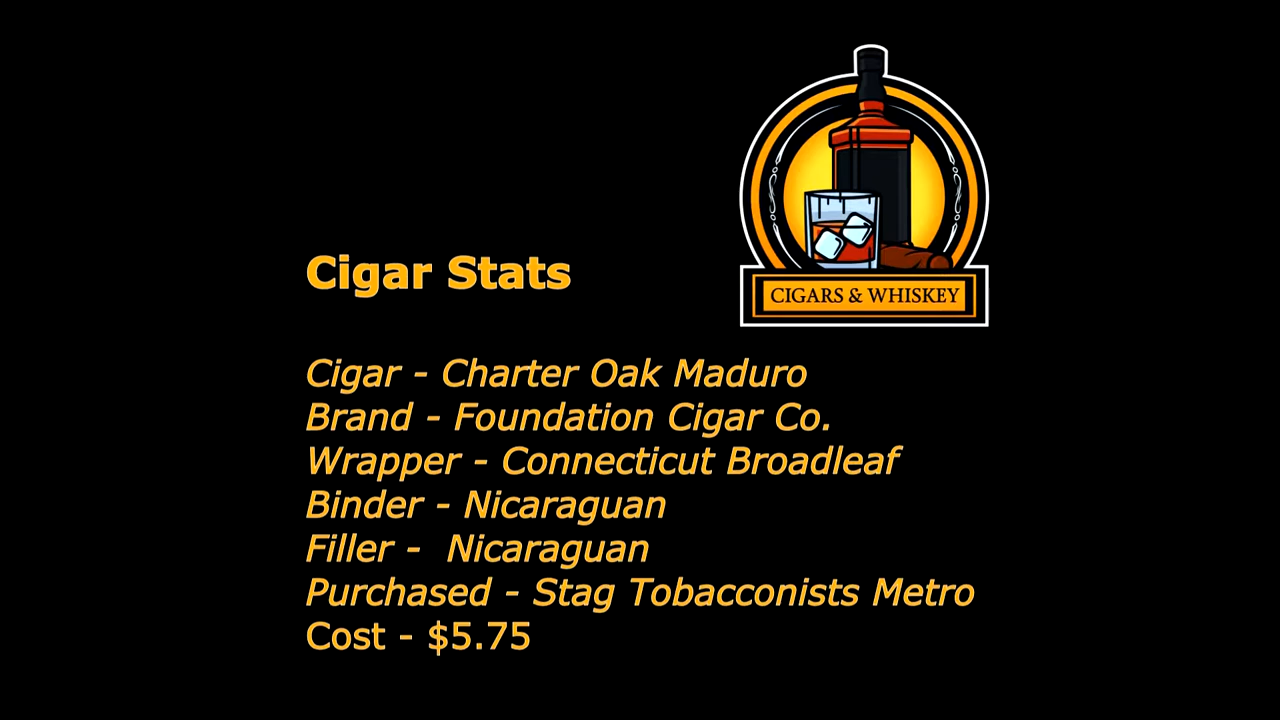 CIGARS & WHISKEY
Cigar Stats
Cigar - Charter Oak Maduro
Brand - Foundation Cigar Co.
Wrapper - Connecticut Broadleaf
Binder - Nicaraguan
Filler -  Nicaraguan
Purchased - Stag Tobacconists Metro
Cost - $5.75